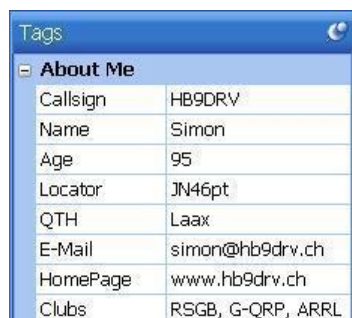 Tags
About Me
Callsign HB9DRV
Name Simon
Age 95
Locator JN46pt
QTH Laax
E-Mail simon@hb9drv.ch
HomePage www.hb9drv.ch
Clubs RSGB, G-QRP, ARRL